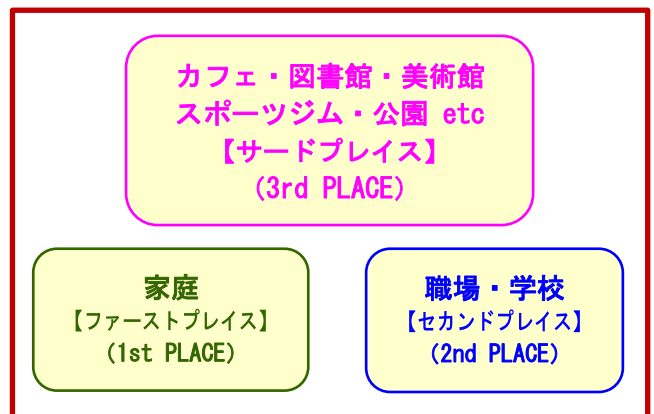 カフェ・図書館・美術館
スポーツジム・公園 etc
【サードプレイス】
(3rd PLACE)
家庭
【ファーストプレイス】
(1st PLACE)
職場・学校
【セカンドプレイス】
(2nd PLACE)